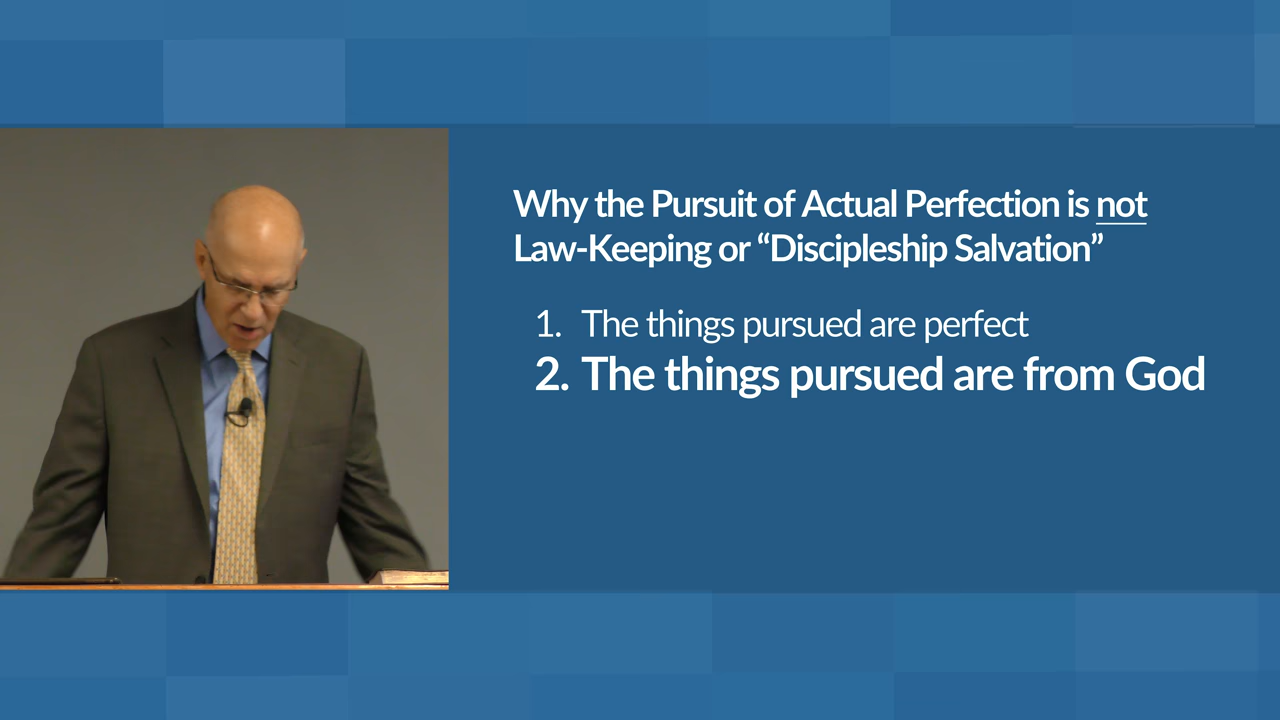 Why the Pursuit of Actual Perfection is not
Law-Keeping or “Discipleship Salvation”
1. The things pursued are perfect
2. The things pursued are from God